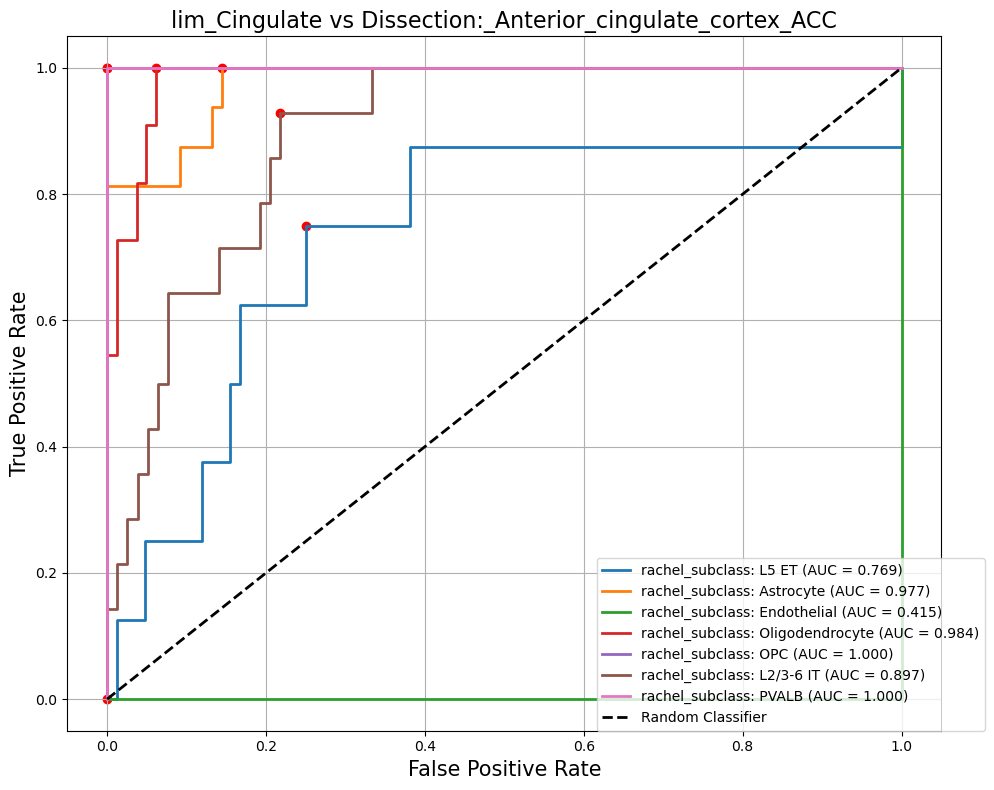 lim_Cingulate vs Dissection:_Anterior_cingulate_cortex_ACC
1.0
0.8
0.6
0.4
0.2
0.0
True Positive Rate
rachel_subclass: L5 ET (AUC = 0.769)
rachel_subclass: Astrocyte (AUC = 0.977)
rachel_subclass: Endothelial (AUC = 0.415)
rachel_subclass: Oligodendrocyte (AUC = 0.984)
rachel_subclass: OPC (AUC = 1.000)
rachel_subclass: L2/3-6 IT (AUC = 0.897)
rachel_subclass: PVALB (AUC = 1.000)
Random Classifier
0.0 0.2 0.4 0.6 0.8 1.0
False Positive Rate